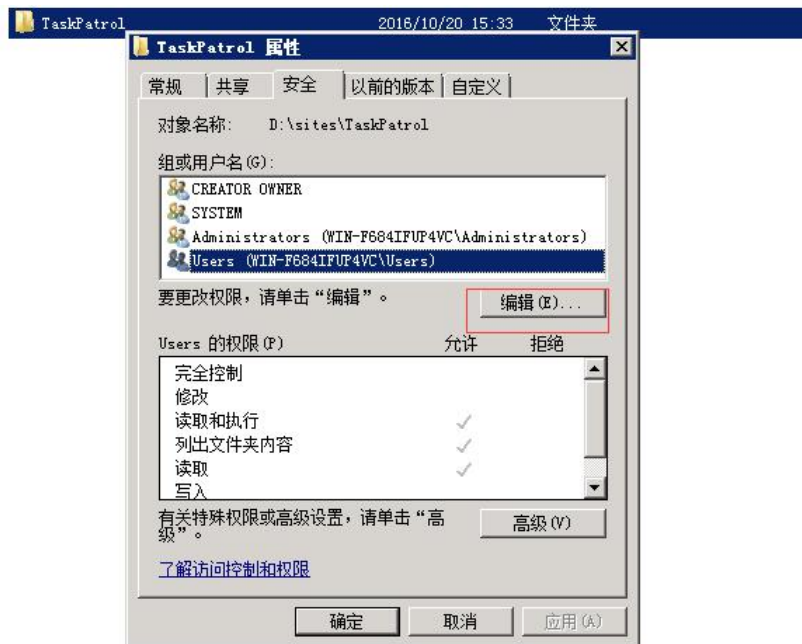 TaskPatrol 2016/10/20 15:33 文件夹
TaskPatrol 属性
常规 共享 安全 以前的版本 自定义
对象名称: D:\sites\TaskPatrol
组或用户名(G):
CREATOR OWNER
SYSTEM
Administrators (WIN-F684IFUP4VC\Administrators)
Users (WIN-F684IFUP4VC\Users)
要更改权限，请单击“编辑”。
编辑(E)...
Users 的权限(P) 允许 拒绝
完全控制
修改
读取和执行
列出文件夹内容
读取
写入
有关特殊权限或高级设置，请单击“高
级”。
高级(V)
了解访问控制和权限
确定 取消 应用(A)